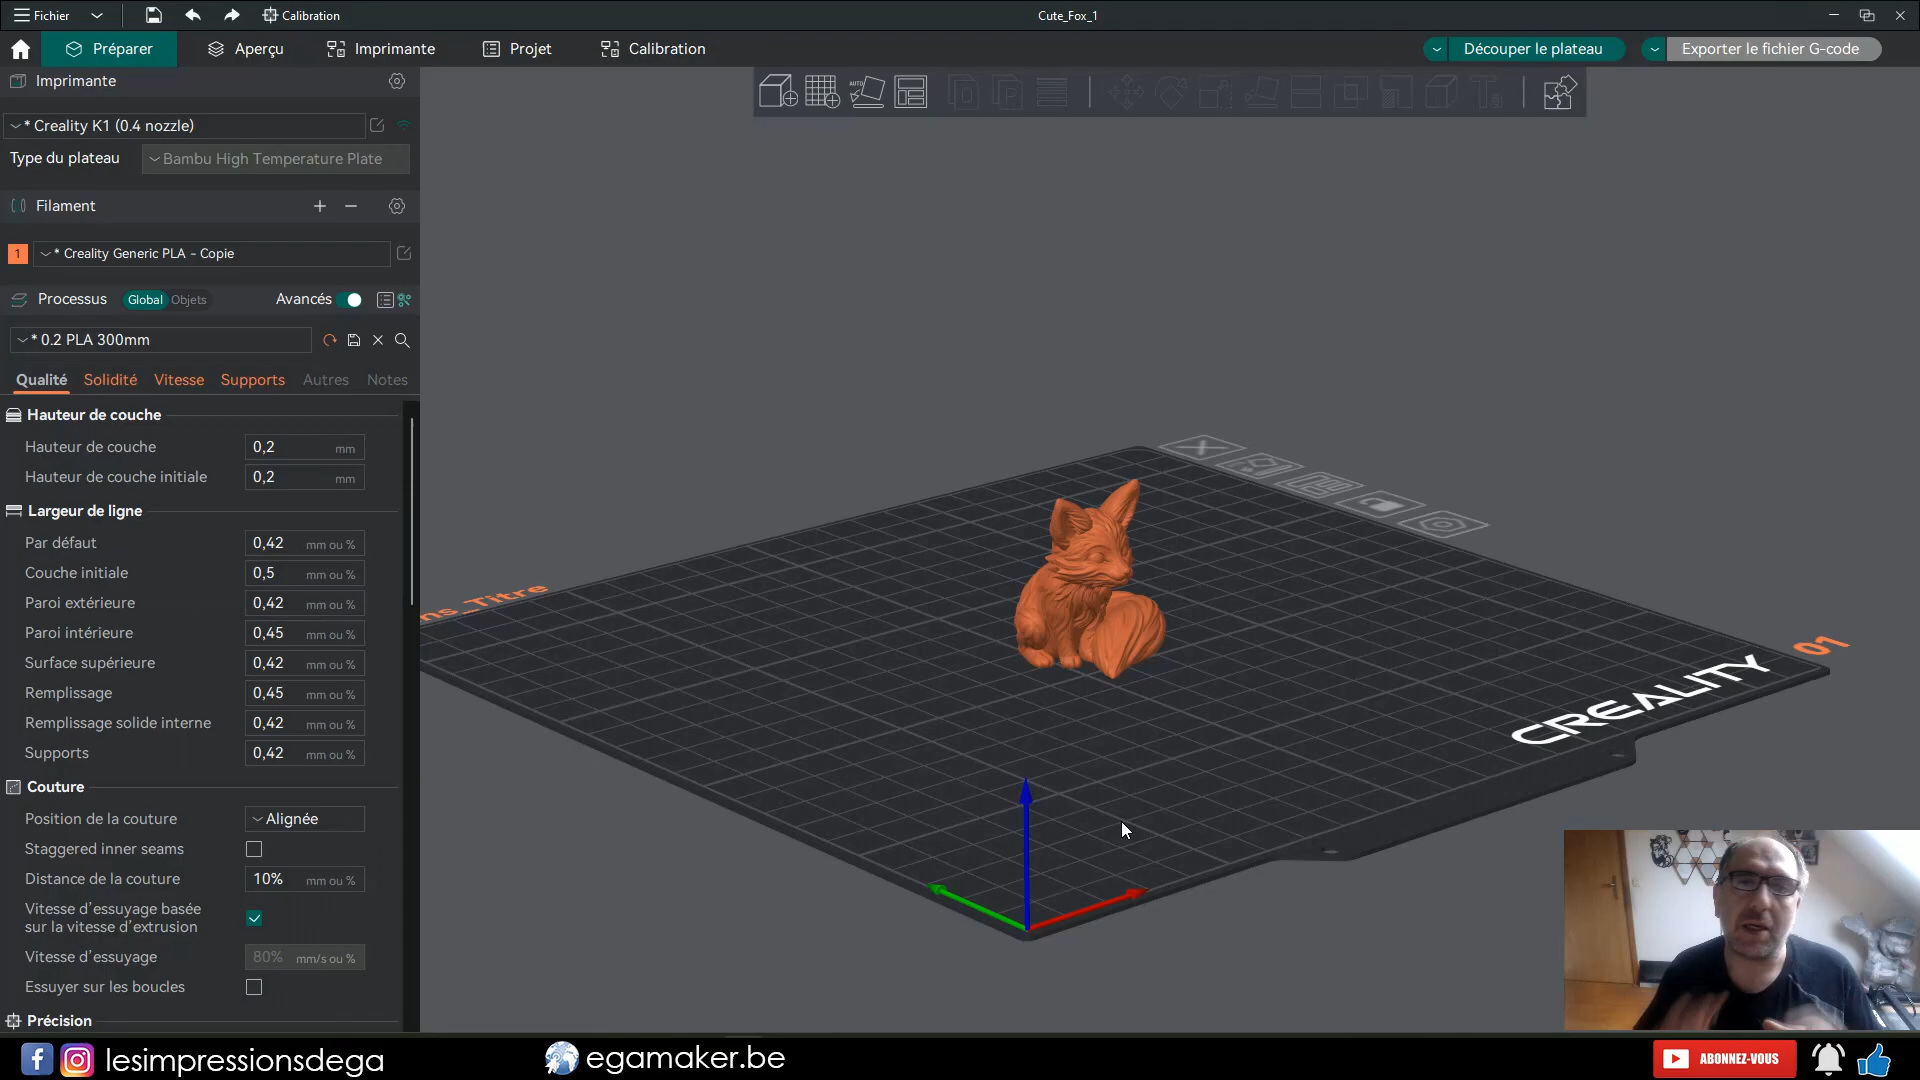 Fichier
Calibration
Cute_Fox_1
Préparer
Aperçu
Imprimante
Projet
Calibration
Découper le plateau
Exporter le fichier G-code
Imprimante
* Creality K1 (0.4 nozzle)
Type du plateau
Bambu High Temperature Plate
Filament
1
* Creality Generic PLA - Copie
Processus
Global
Objets
Avancés
* 0.2 PLA 300mm
Qualité
Solidité
Vitesse
Supports
Autres
Notes
Hauteur de couche
Hauteur de couche 0,2 mm
Hauteur de couche initiale 0,2 mm
Largeur de ligne
Par défaut 0,42 mm ou %
Couche initiale 0,5 mm ou %
Paroi extérieure 0,42 mm ou %
Paroi intérieure 0,45 mm ou %
Surface supérieure 0,42 mm ou %
Remplissage 0,45 mm ou %
Remplissage solide interne 0,42 mm ou %
Supports 0,42 mm ou %
Couture
Position de la couture Alignée
Staggered inner seams
Distance de la couture 10% mm ou %
Vitesse d'essuyage basée
sur la vitesse d'extrusion
Vitesse d'essuyage 80% mm/s ou %
Essuyer sur les boucles
Précision
AUTO
ns_Titre
01
CREALITY
lesimpressionsdega
egamaker.be
ABONNEZ-VOUS